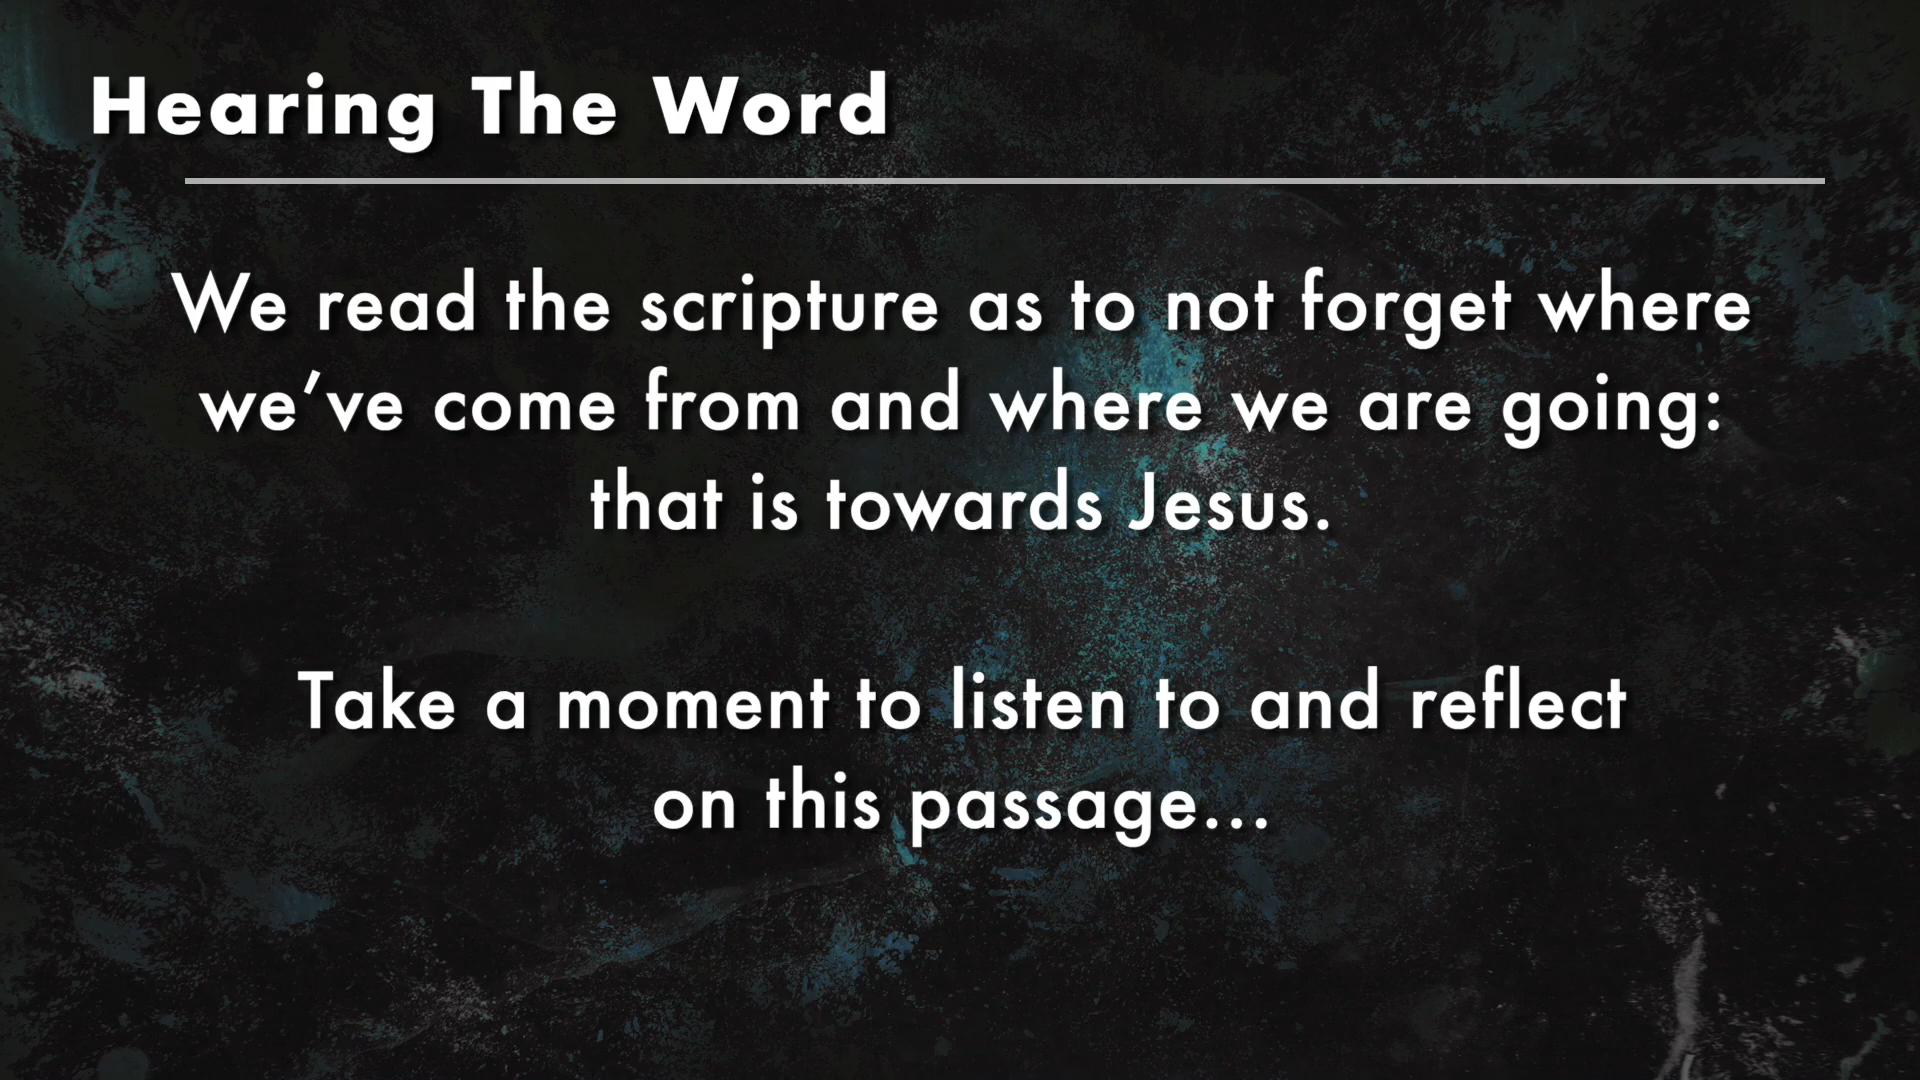 Hearing The Word
We read the scripture as to not forget where
we’ve come from and where we are going:
that is towards Jesus.
Take a moment to listen to and reflect
on this passage...